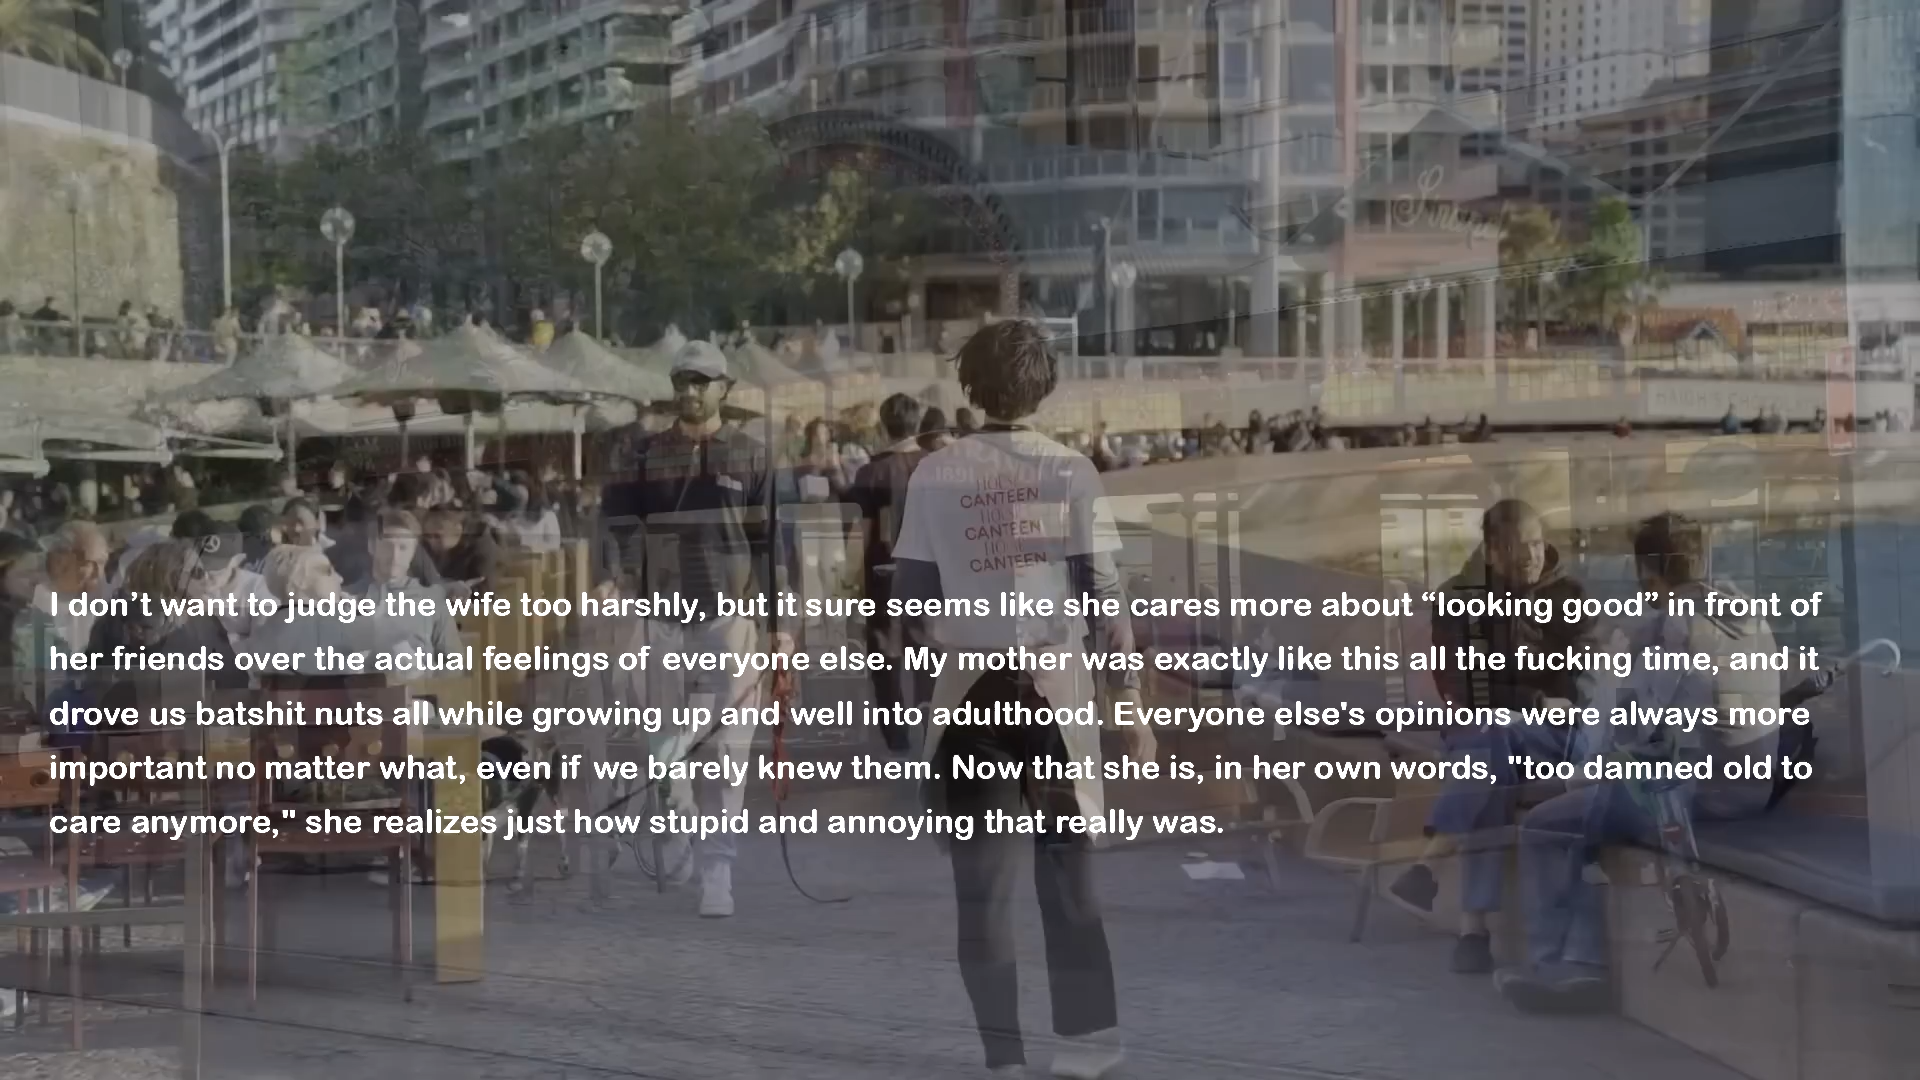 I don’t want to judge the wife too harshly, but it sure seems like she cares more about “looking good” in front of
her friends over the actual feelings of everyone else. My mother was exactly like this all the fucking time, and it
drove us batshit nuts all while growing up and well into adulthood. Everyone else's opinions were always more
important no matter what, even if we barely knew them. Now that she is, in her own words, "too damned old to
care anymore," she realizes just how stupid and annoying that really was.
CANTEEN
CANTEEN
CANTEEN